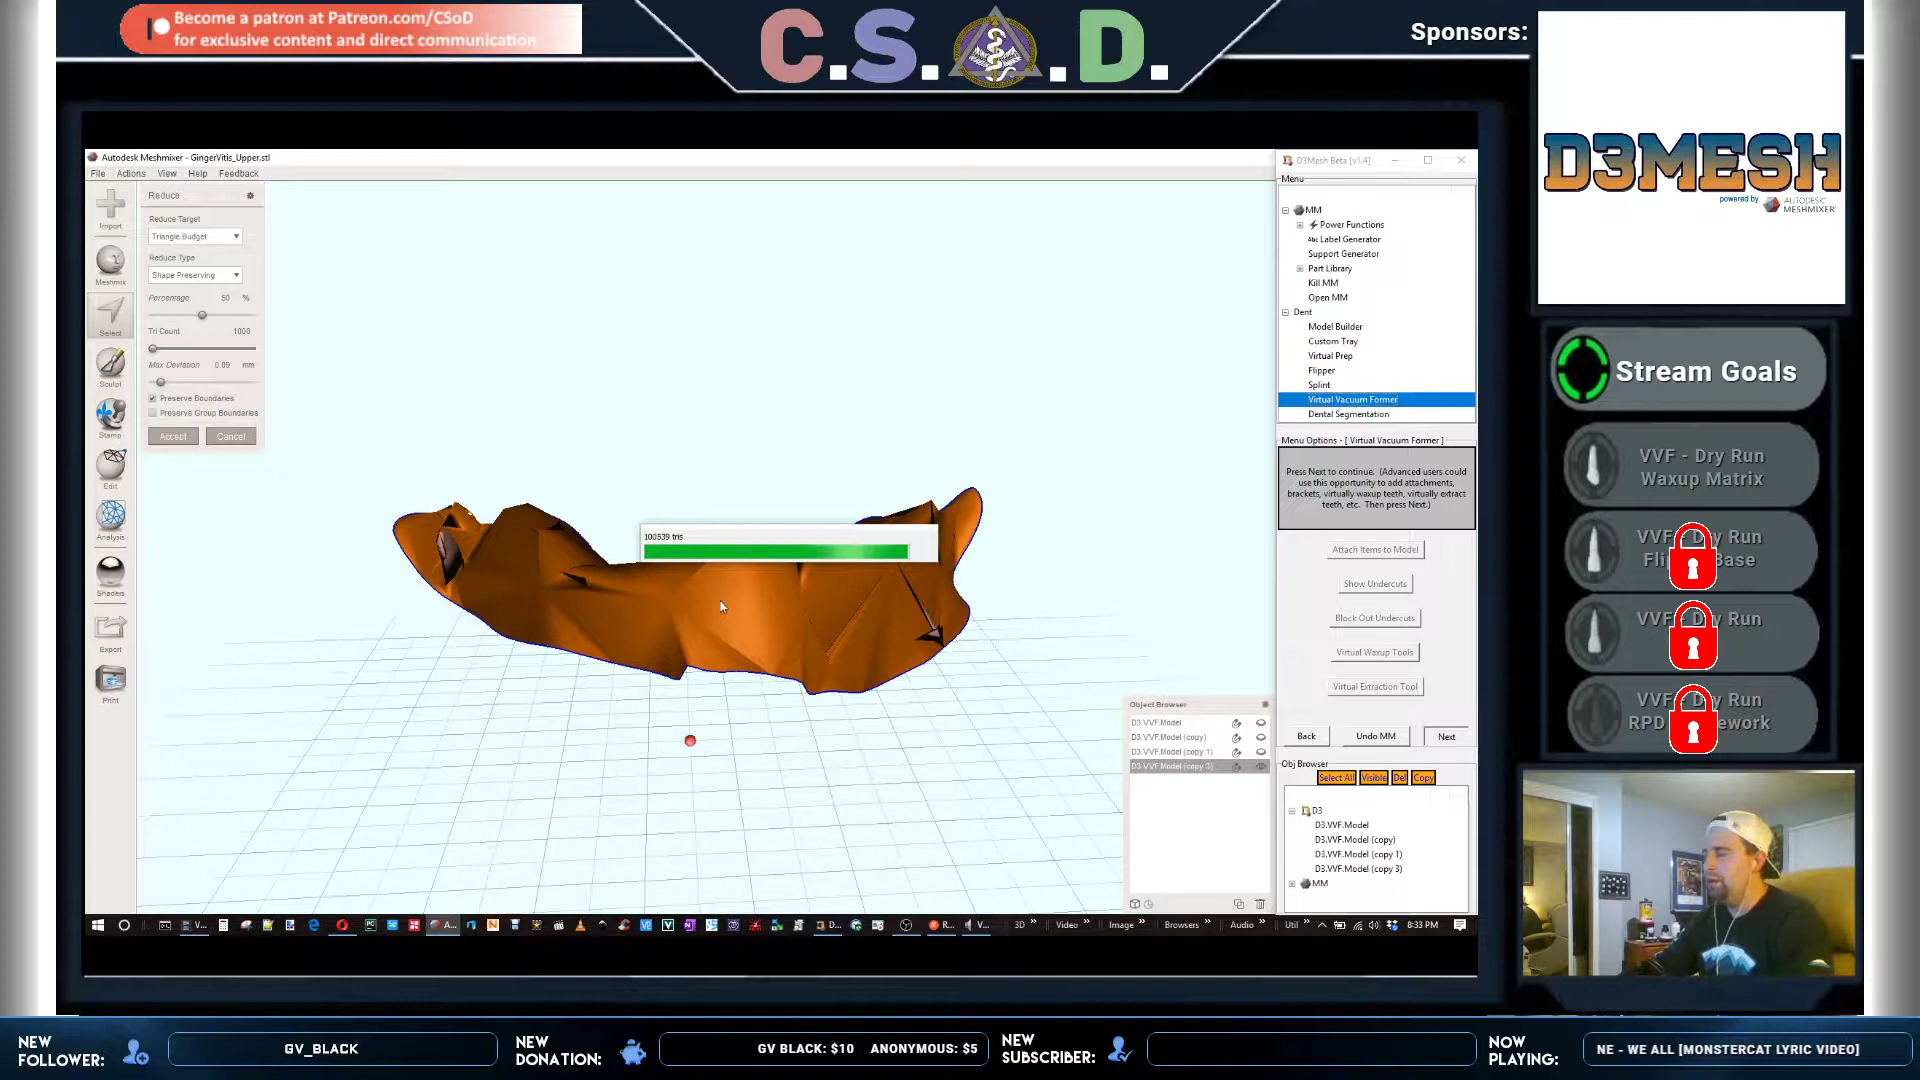 Become a patron at Patreon.com/CSoD
for exclusive content and direct communication
C.S. .D.
Sponsors:
D3MESH
powered by AUTODESK MESHMIXER
Autodesk Meshmixer - GingerVitis_Upper.stl
File Actions View Help Feedback
Import
Meshmix
Select
Sculpt
Stamp
Edit
Analysis
Shaders
Export
Print
Reduce
Reduce Target
Triangle Budget
Reduce Type
Shape Preserving
Percentage 50 %
Tri Count 1000
Max Deviation 0.09 mm
Preserve Boundaries
Preserve Group Boundaries
Accept Cancel
100539 tris
Object Browser
D3.VVF.Model
D3.VVF.Model (copy)
D3.VVF.Model (copy 1)
D3.VVF.Model (copy 3)
D3Mesh Beta [v1.4]
Menu
MM
Power Functions
Abc Label Generator
Support Generator
Part Library
Kill MM
Open MM
Dent
Model Builder
Custom Tray
Virtual Prep
Flipper
Splint
Virtual Vacuum Former
Dental Segmentation
Menu Options - [ Virtual Vacuum Former ]
Press Next to continue. (Advanced users could
use this opportunity to add attachments,
brackets, virtually waxup teeth, virtually extract
teeth, etc. Then press Next.)
Attach Items to Model
Show Undercuts
Block Out Undercuts
Virtual Waxup Tools
Virtual Extraction Tool
Back Undo MM Next
Obj Browser
Select All Visible Del Copy
D3
D3.VVF.Model
D3.VVF.Model (copy)
D3.VVF.Model (copy 1)
D3.VVF.Model (copy 3)
MM
V... A... D... R... V... 3D Video Image Browsers Audio Util 8:33 PM
Stream Goals
VVF - Dry Run
Waxup Matrix
VVF - Dry Run
Base
VVF - Dry Run
VVF - Dry Run
RPD
NEW
FOLLOWER:
GV_BLACK
NEW
DONATION:
GV BLACK: $10 ANONYMOUS: $5
NEW
SUBSCRIBER:
NOW
PLAYING:
NE - WE ALL [MONSTERCAT LYRIC VIDEO]